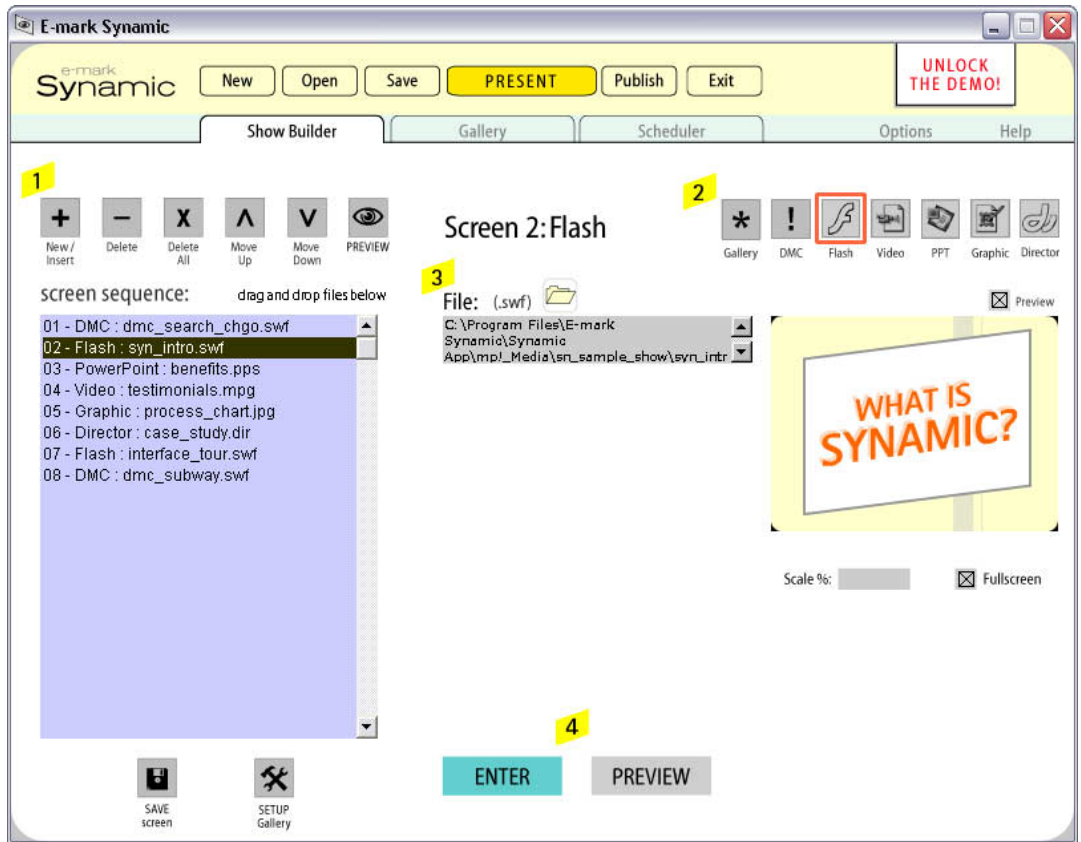 E-mark Synamic
e-mark
Synamic
New Open Save PRESENT Publish Exit
UNLOCK
THE DEMO!
Show Builder Gallery Scheduler Options Help
1
+ − X Λ V
New / Insert
Delete
Delete All
Move Up
Move Down
PREVIEW
Screen 2: Flash
2
* !
Gallery DMC Flash Video PPT Graphic Director
screen sequence: drag and drop files below
01 - DMC : dmc_search_chgo.swf
02 - Flash : syn_intro.swf
03 - PowerPoint : benefits.pps
04 - Video : testimonials.mpg
05 - Graphic : process_chart.jpg
06 - Director : case_study.dir
07 - Flash : interface_tour.swf
08 - DMC : dmc_subway.swf
3
File: (.swf)
C:\Program Files\E-mark
Synamic\Synamic
App\mp!_Media\sn_sample_show\syn_intr
Preview
WHAT IS
SYNAMIC?
Scale %: Fullscreen
4
ENTER PREVIEW
SAVE
screen
SETUP
Gallery